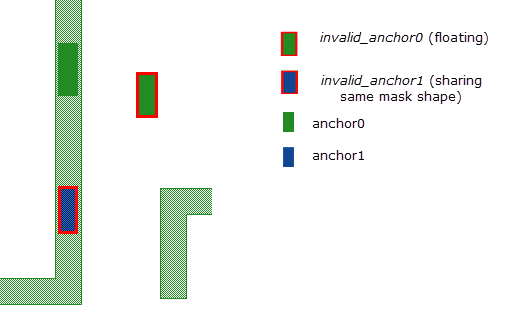 invalid_anchor0 (floating)
invalid_anchor1 (sharing
same mask shape)
anchor0
anchor1